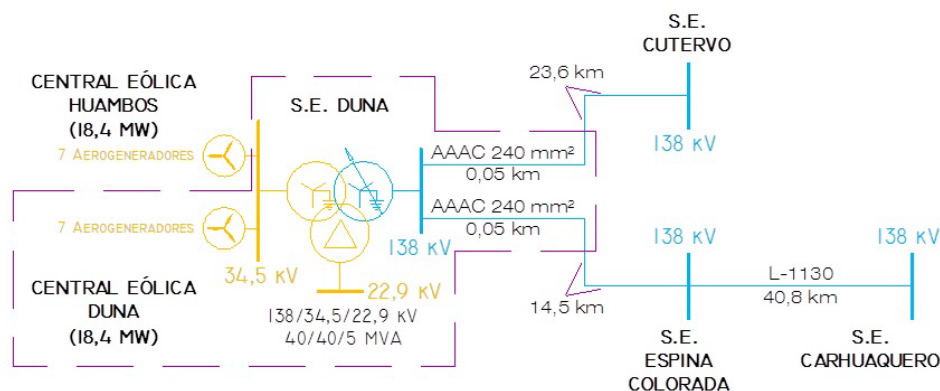 S.E.
CUTERVO
138 kV
23,6 km
CENTRAL EÓLICA
HUAMBOS
(18,4 MW)
7 AEROGENERADORES
S.E. DUNA
AAAC 240 mm²
0,05 km
AAAC 240 mm²
0,05 km
7 AEROGENERADORES
34,5 kV
138 kV
138 kV
138 kV
CENTRAL EÓLICA
DUNA
(18,4 MW)
22,9 kV
138/34,5/22,9 kV
40/40/5 MVA
14,5 km
L-1130
40,8 km
S.E.
ESPINA
COLORADA
S.E.
CARHUAQUERO